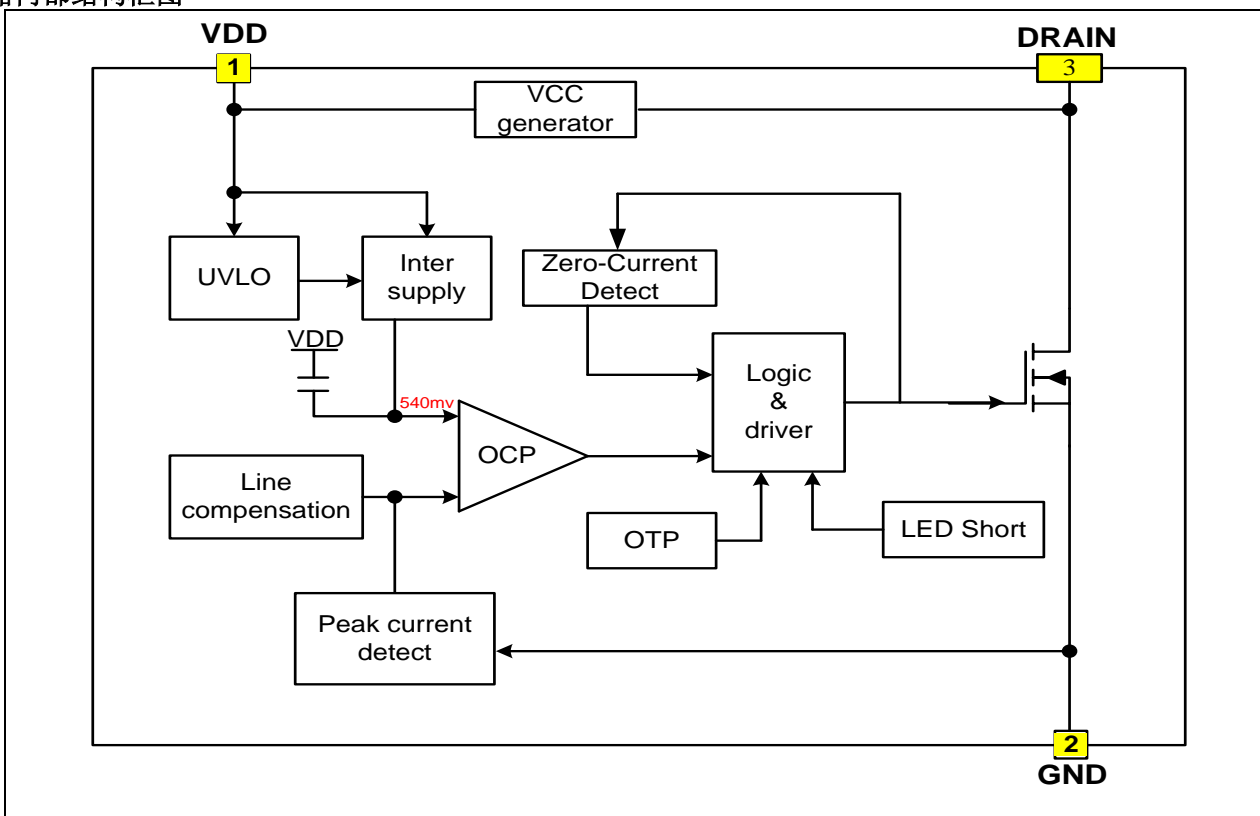 VDD
DRAIN
1
3
VCC
generator
UVLO
Inter
supply
Zero-Current
Detect
VDD
Logic
&
driver
540mv
OCP
Line
compensation
OTP
LED Short
Peak current
detect
2
GND